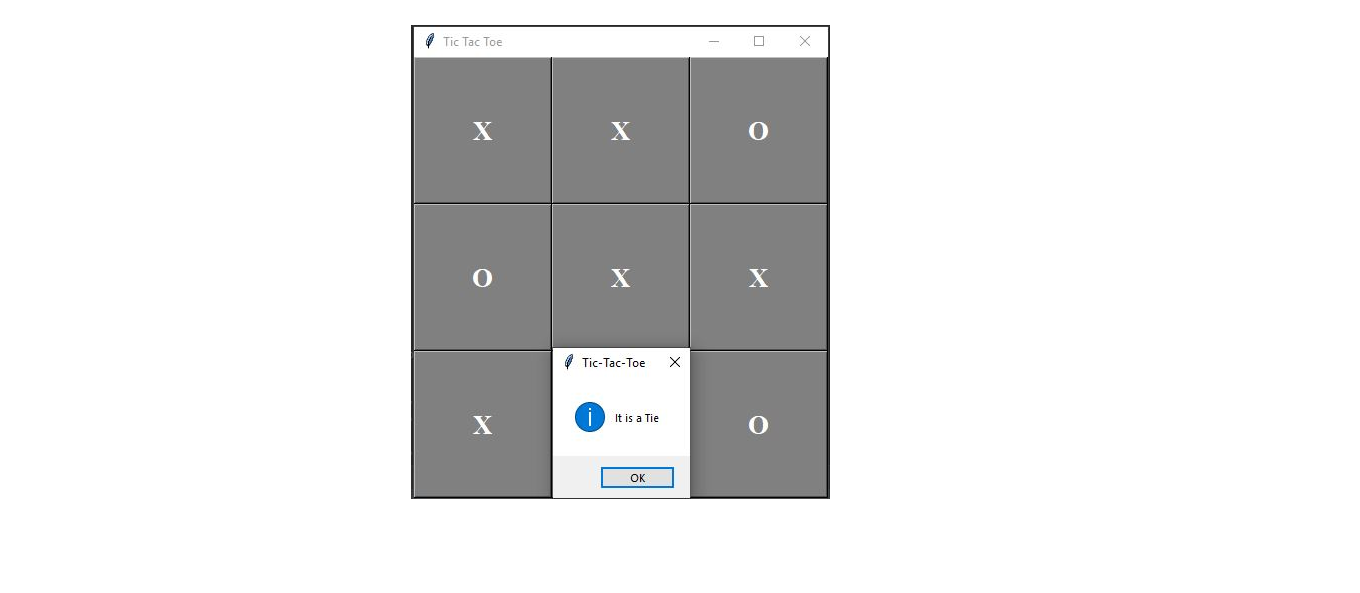 Tic Tac Toe
X X O
O X X
Tic-Tac-Toe
It is a Tie
X O
OK